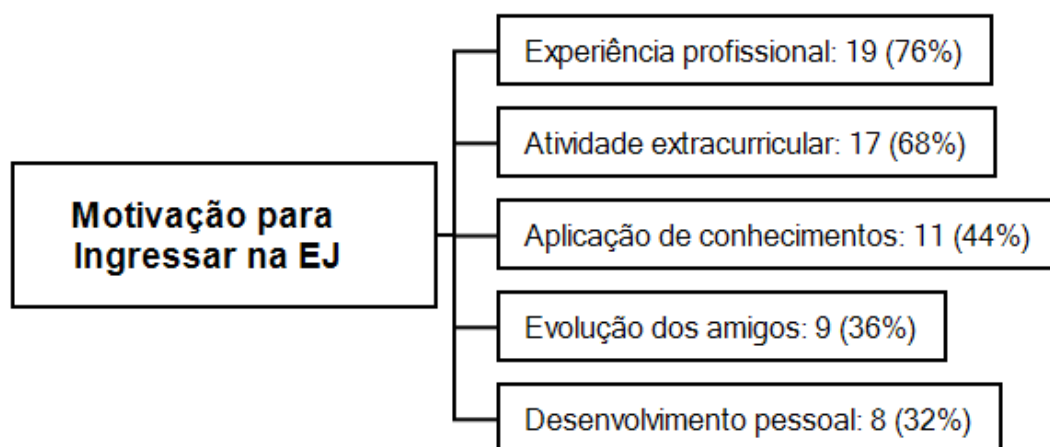 Motivação para
Ingressar na EJ
Experiência profissional: 19 (76%)
Atividade extracurricular: 17 (68%)
Aplicação de conhecimentos: 11 (44%)
Evolução dos amigos: 9 (36%)
Desenvolvimento pessoal: 8 (32%)